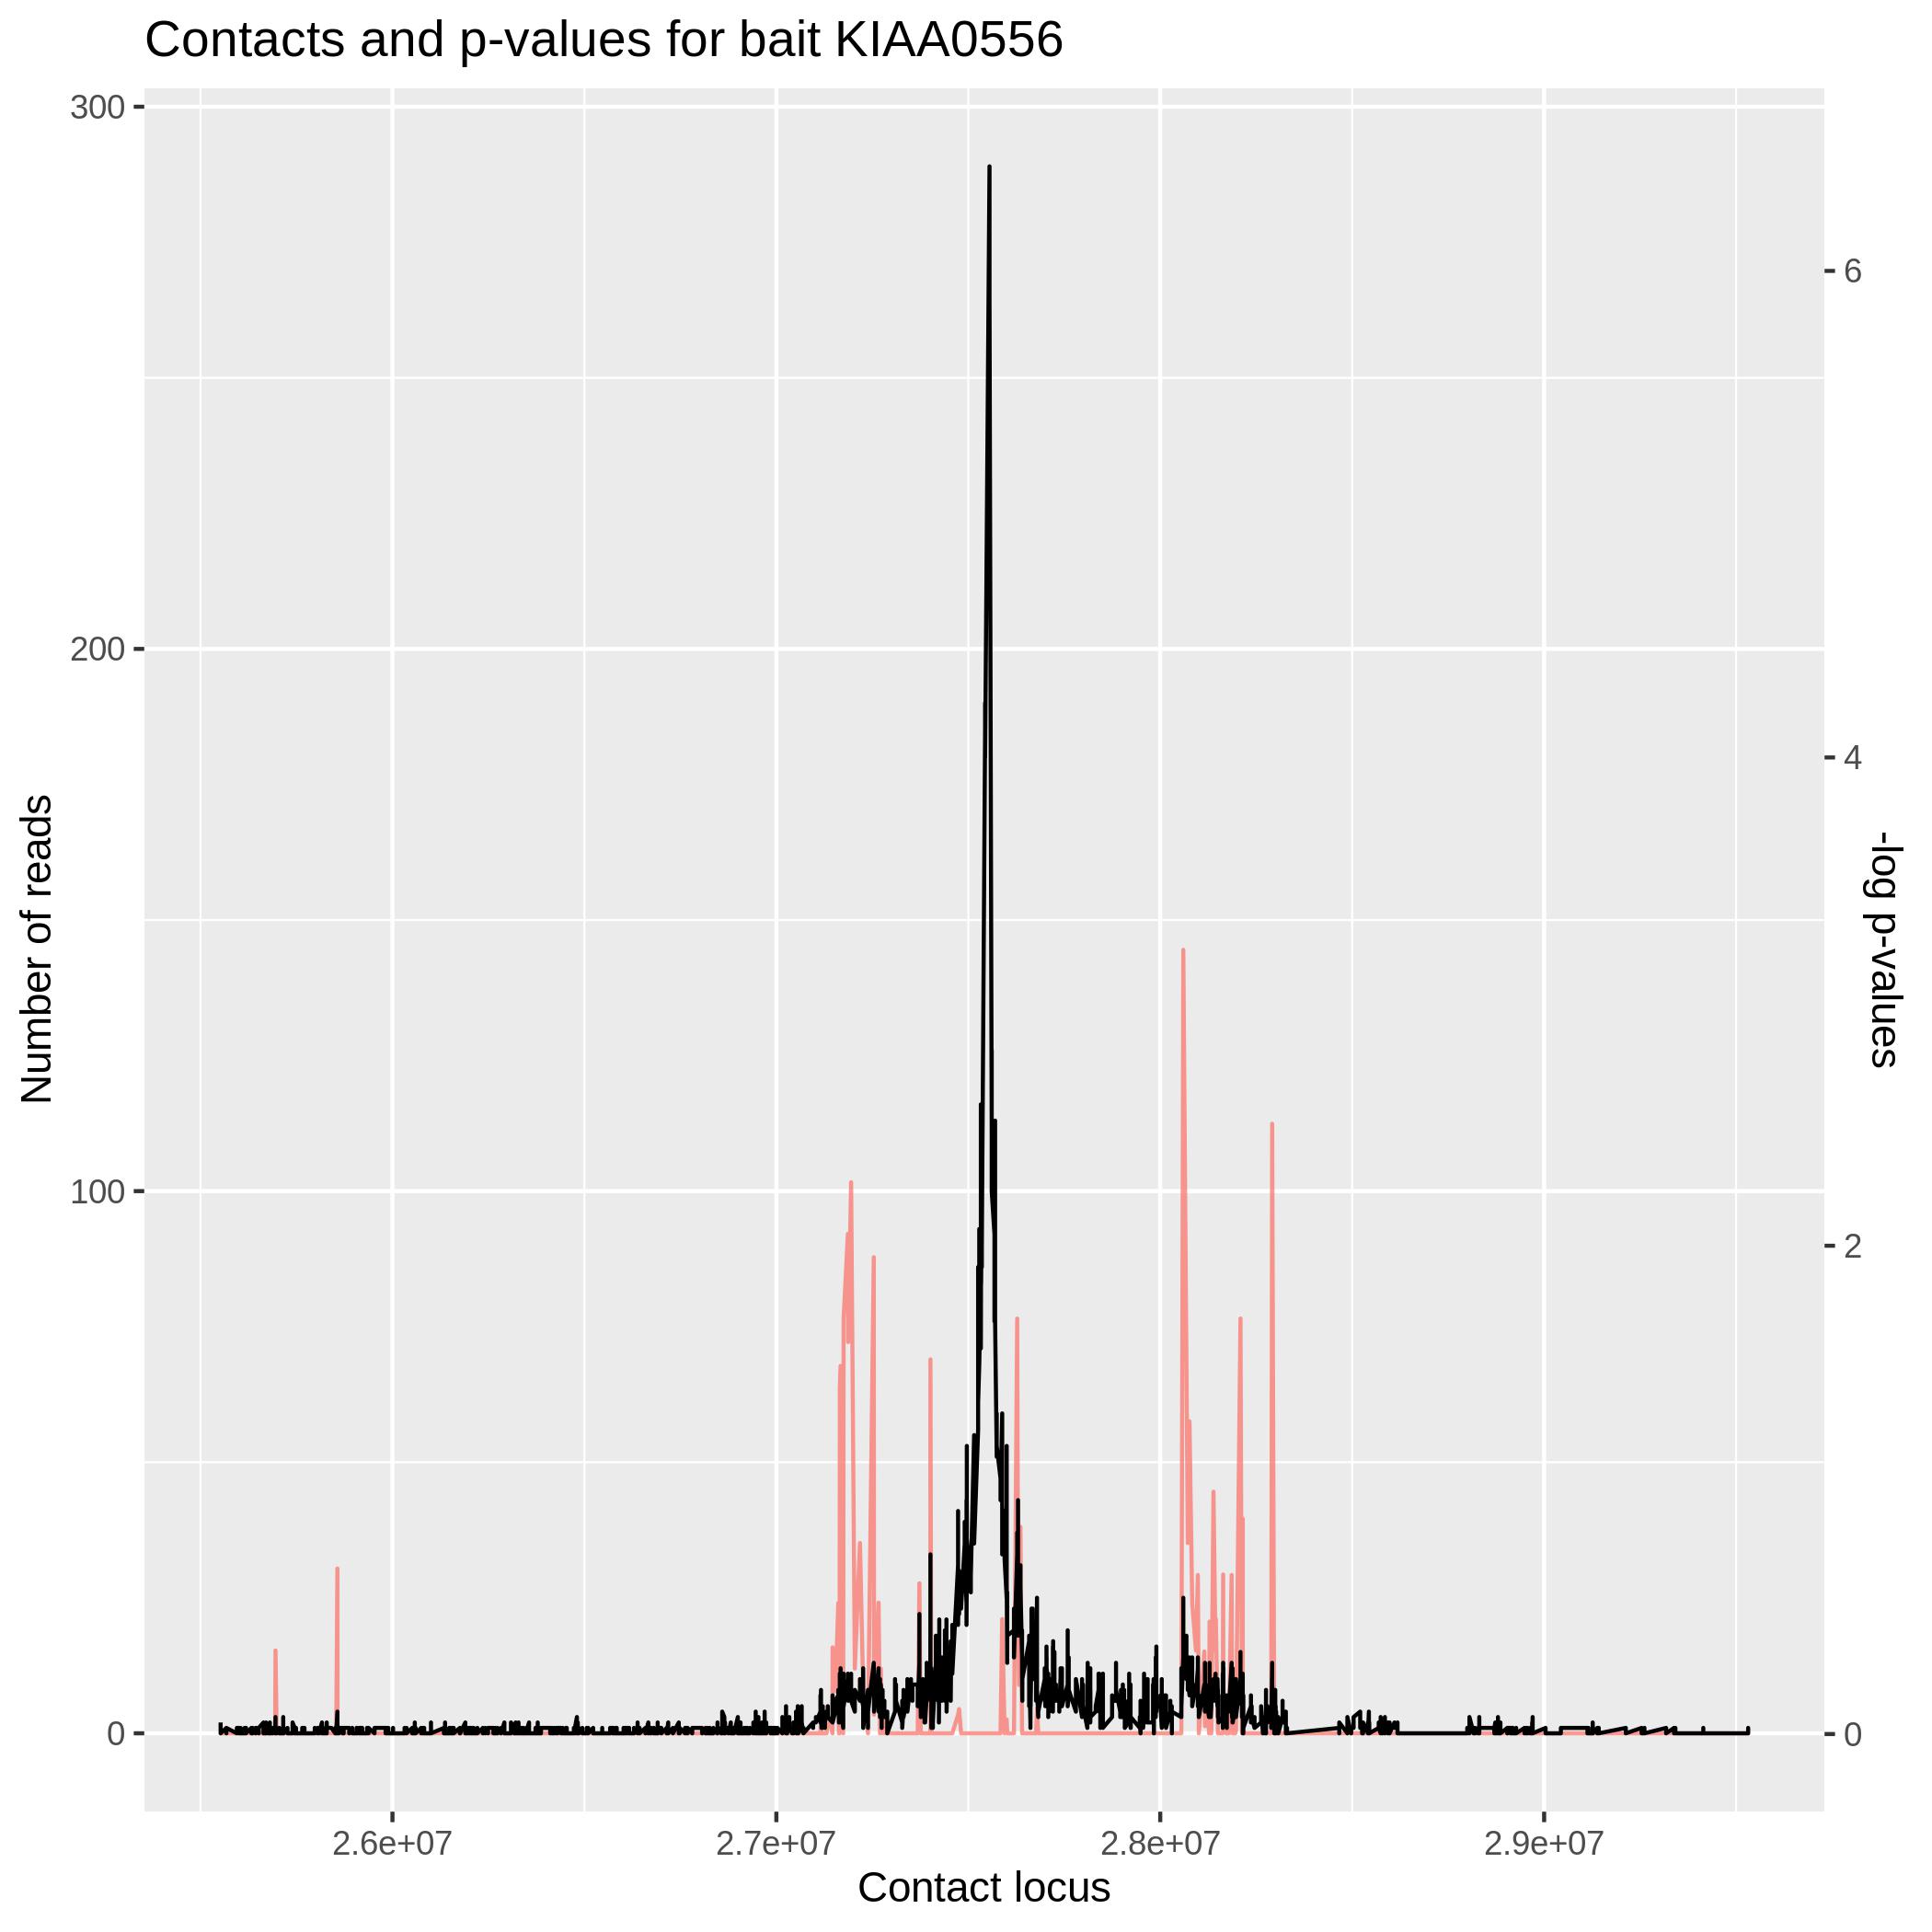 Contacts and p-values for bait KIAA0556
300
200
100
0
Number of reads
6
4
2
0
-log p-values
2.6e+07
2.7e+07
2.8e+07
2.9e+07
Contact locus